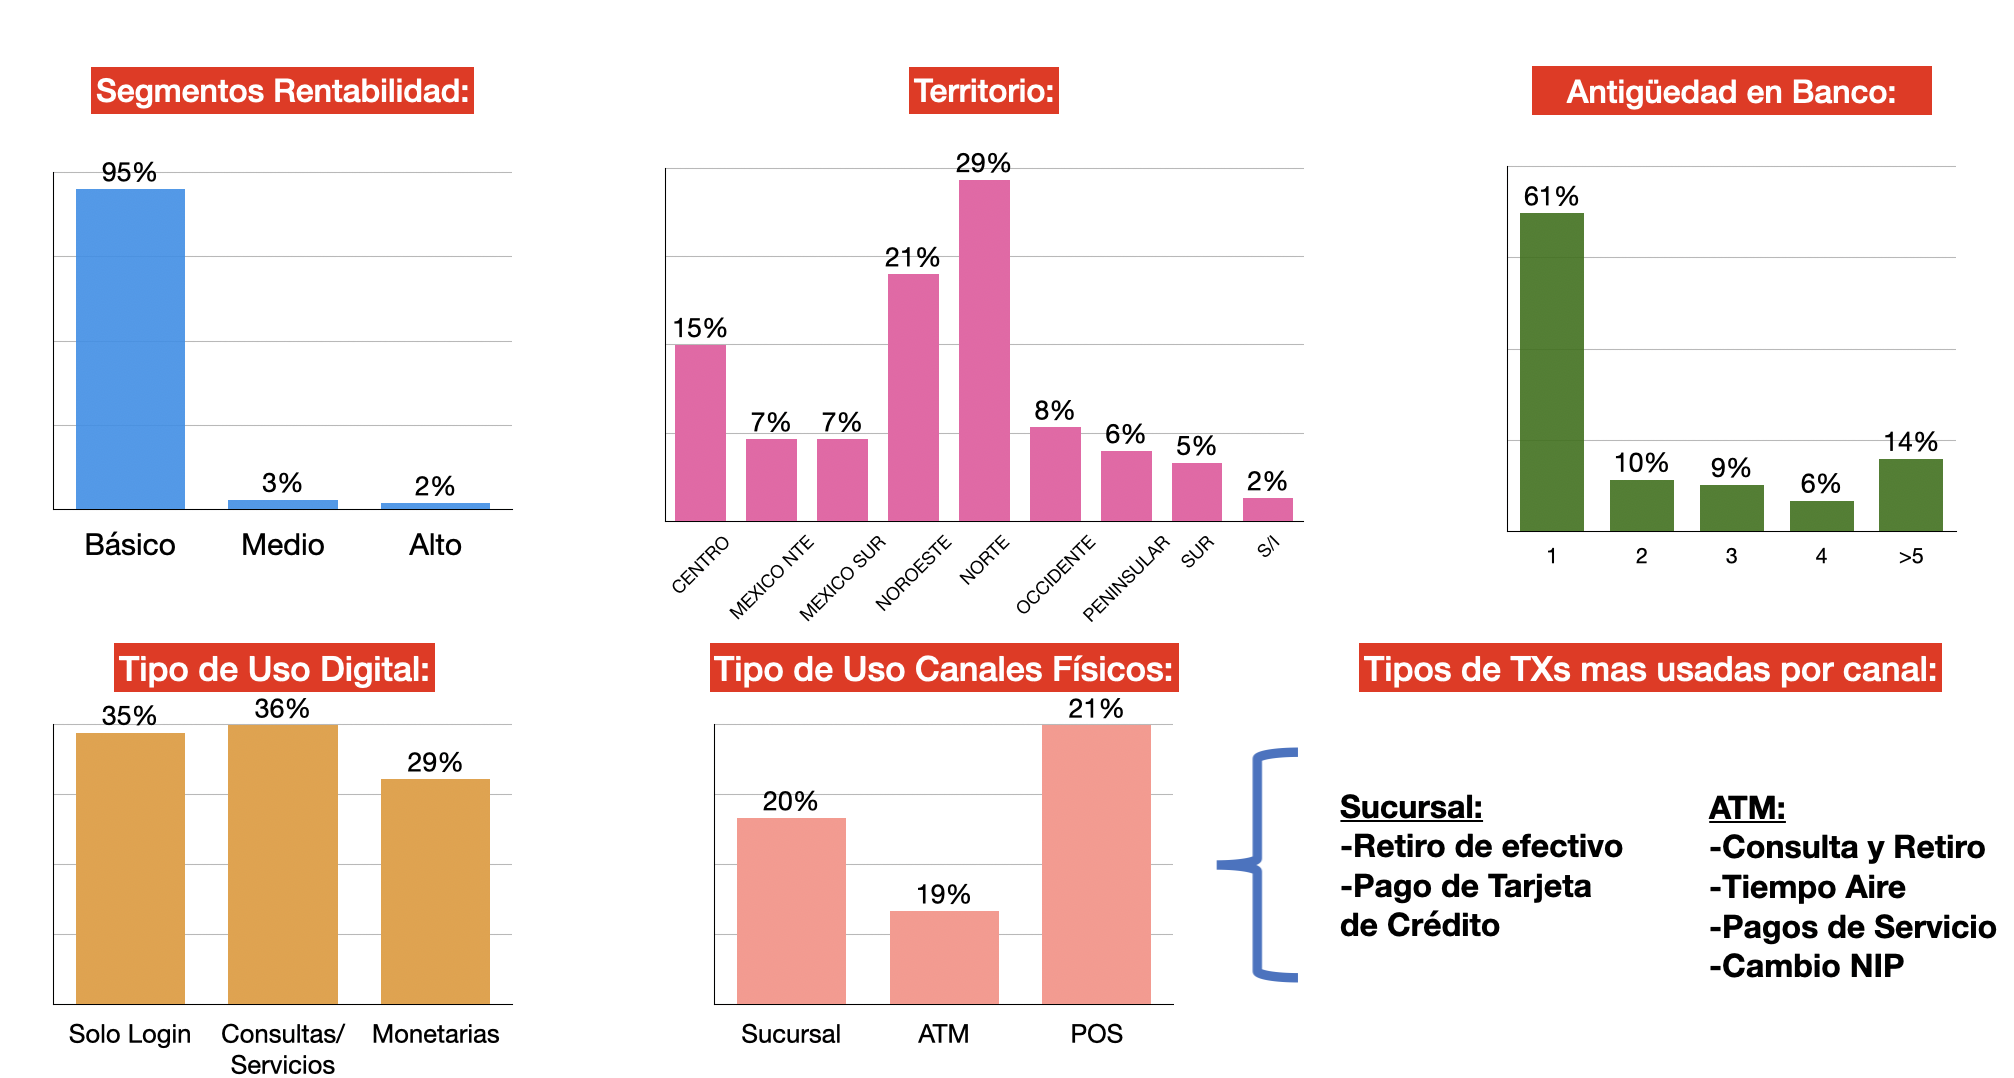 Segmentos Rentabilidad:
95%
3%
2%
Básico
Medio
Alto
Territorio:
15%
7%
7%
21%
29%
8%
6%
5%
2%
CENTRO
MEXICO NTE
MEXICO SUR
NOROESTE
NORTE
OCCIDENTE
PENINSULAR
SUR
S/I
Antigüedad en Banco:
61%
10%
9%
6%
14%
1
2
3
4
>5
Tipo de Uso Digital:
35%
36%
29%
Solo Login
Consultas/
Servicios
Monetarias
Tipo de Uso Canales Físicos:
20%
19%
21%
Sucursal
ATM
POS
Tipos de TXs mas usadas por canal:
Sucursal:
-Retiro de efectivo
-Pago de Tarjeta
de Crédito
ATM:
-Consulta y Retiro
-Tiempo Aire
-Pagos de Servicio
-Cambio NIP